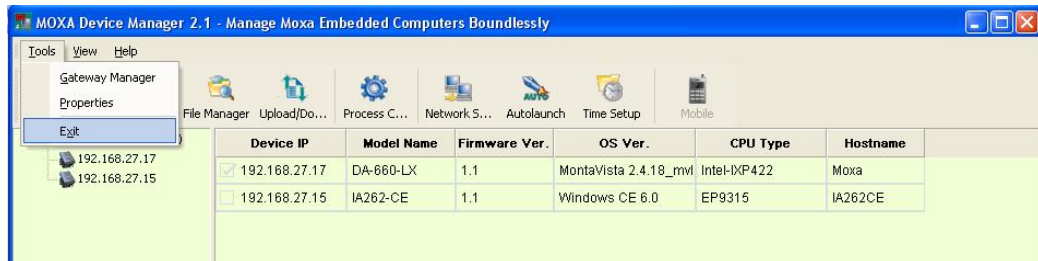 MOXA Device Manager 2.1 - Manage Moxa Embedded Computers Boundlessly
Tools View Help
Gateway Manager
Properties
Exit
File Manager Upload/Do... Process C... Network S... Autolaunch Time Setup Mobile
AUTO
192.168.27.17
192.168.27.15
Device IP Model Name Firmware Ver. OS Ver. CPU Type Hostname
192.168.27.17 DA-660-LX 1.1 MontaVista 2.4.18_mvl Intel-IXP422 Moxa
192.168.27.15 IA262-CE 1.1 Windows CE 6.0 EP9315 IA262CE